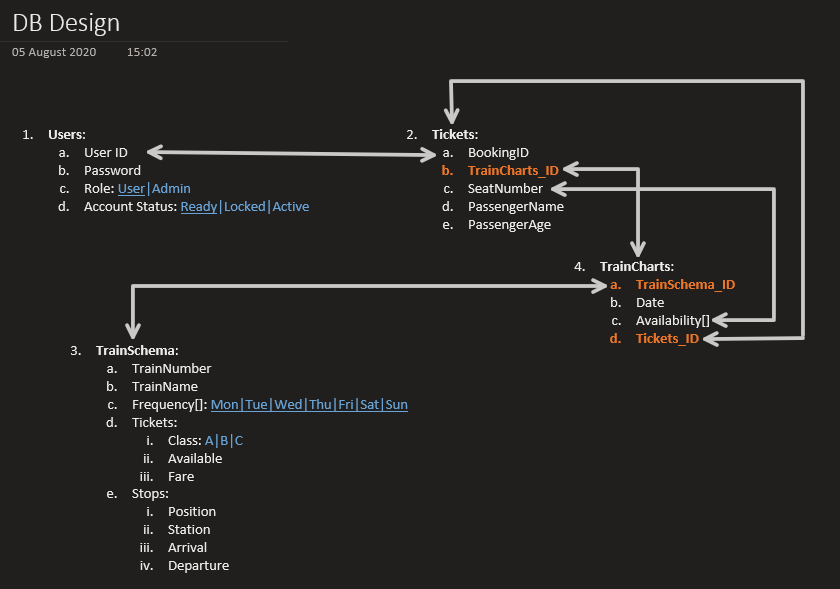 DB Design
05 August 2020 15:02
1. Users:
a. User ID
b. Password
c. Role: User|Admin
d. Account Status: Ready|Locked|Active
2. Tickets:
a. BookingID
b. TrainCharts_ID
c. SeatNumber
d. PassengerName
e. PassengerAge
3. TrainSchema:
a. TrainNumber
b. TrainName
c. Frequency[]: Mon|Tue|Wed|Thu|Fri|Sat|Sun
d. Tickets:
i. Class: A|B|C
ii. Available
iii. Fare
e. Stops:
i. Position
ii. Station
iii. Arrival
iv. Departure
4. TrainCharts:
a. TrainSchema_ID
b. Date
c. Availability[]
d. Tickets_ID